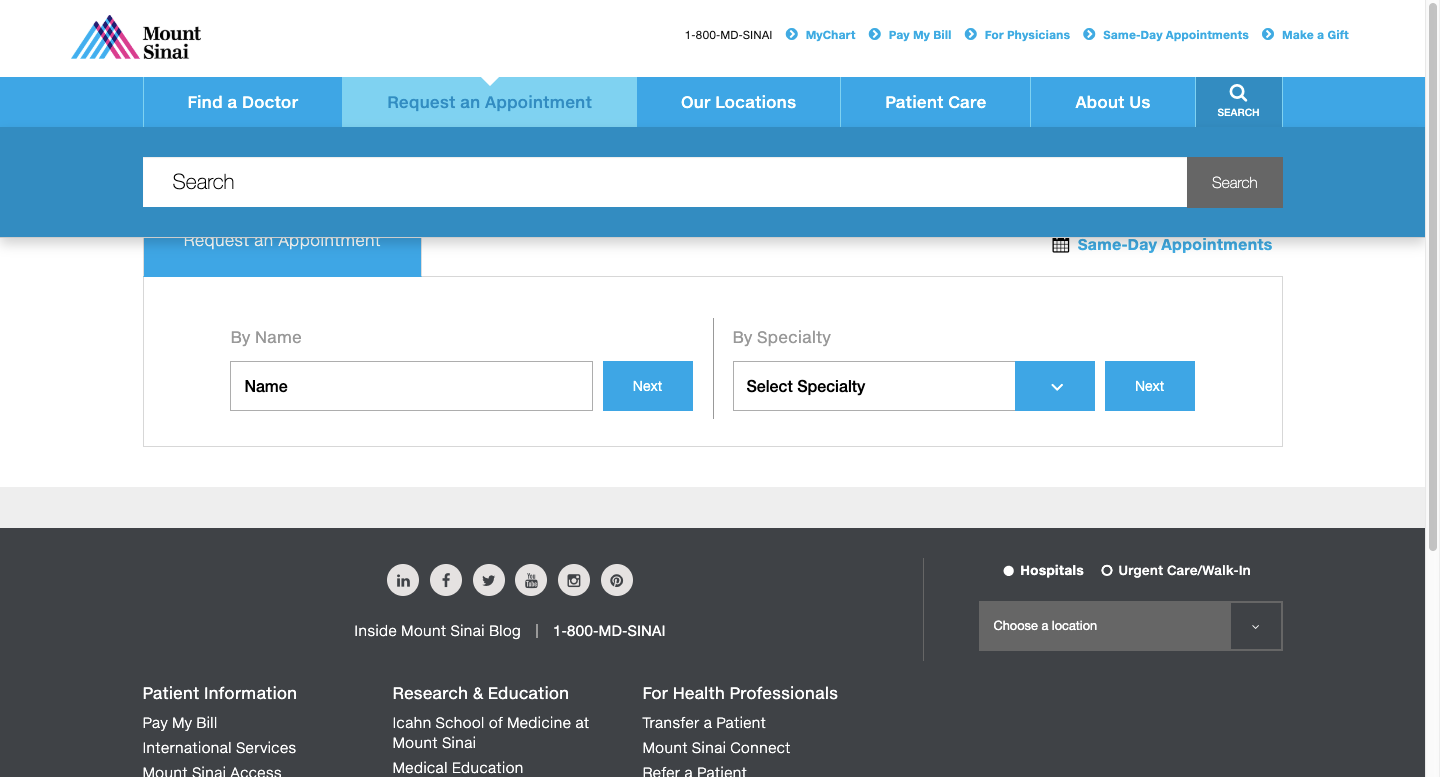 Mount
Sinai
1-800-MD-SINAI MyChart Pay My Bill For Physicians Same-Day Appointments Make a Gift
Find a Doctor Request an Appointment Our Locations Patient Care About Us SEARCH
Search Search
Request an Appointment Same-Day Appointments
By Name By Specialty
Name Next Select Specialty Next
in f You Tube
Hospitals Urgent Care/Walk-In
Choose a location
Inside Mount Sinai Blog | 1-800-MD-SINAI
Patient Information
Pay My Bill
International Services
Mount Sinai Access
Research & Education
Icahn School of Medicine at
Mount Sinai
Medical Education
For Health Professionals
Transfer a Patient
Mount Sinai Connect
Refer a Patient